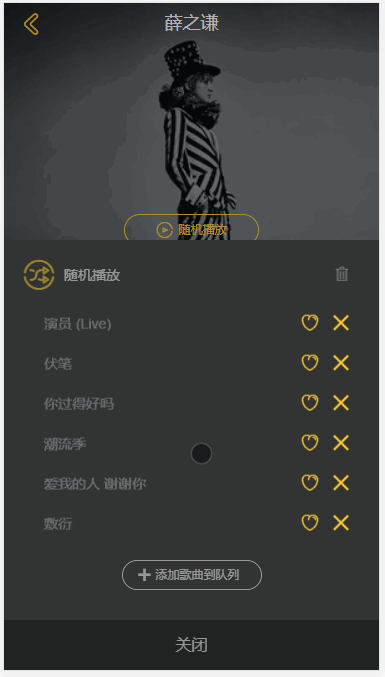 薛之谦
随机播放
随机播放
演员 (Live)
伏笔
你过得好吗
潮流季
爱我的人 谢谢你
敷衍
添加歌曲到队列
关闭